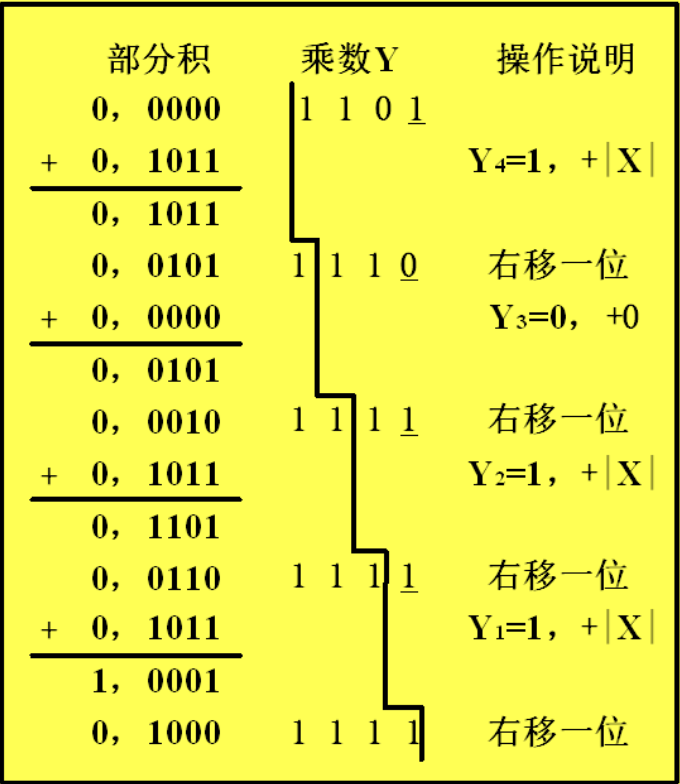 部分积 乘数Y 操作说明
0，0000 1 1 0 1
+ 0，1011 Y₄=1，+|X|
0，1011
0，0101 1 1 1 0 右移一位
+ 0，0000 Y₃=0，+0
0，0101
0，0010 1 1 1 1 右移一位
+ 0，1011 Y₂=1，+|X|
0，1101
0，0110 1 1 1 1 右移一位
+ 0，1011 Y₁=1，+|X|
1，0001
0，1000 1 1 1 1 右移一位